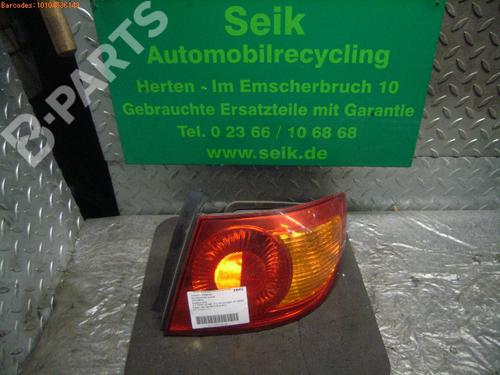 Barcodes: 10104636149
B-PARTS
Seik
Automobilrecycling
Herten - Im Emscherbruch 10
Gebrauchte Ersatzteile mit Garantie
Tel. 0 23 66 / 10 68 68
www.seik.de